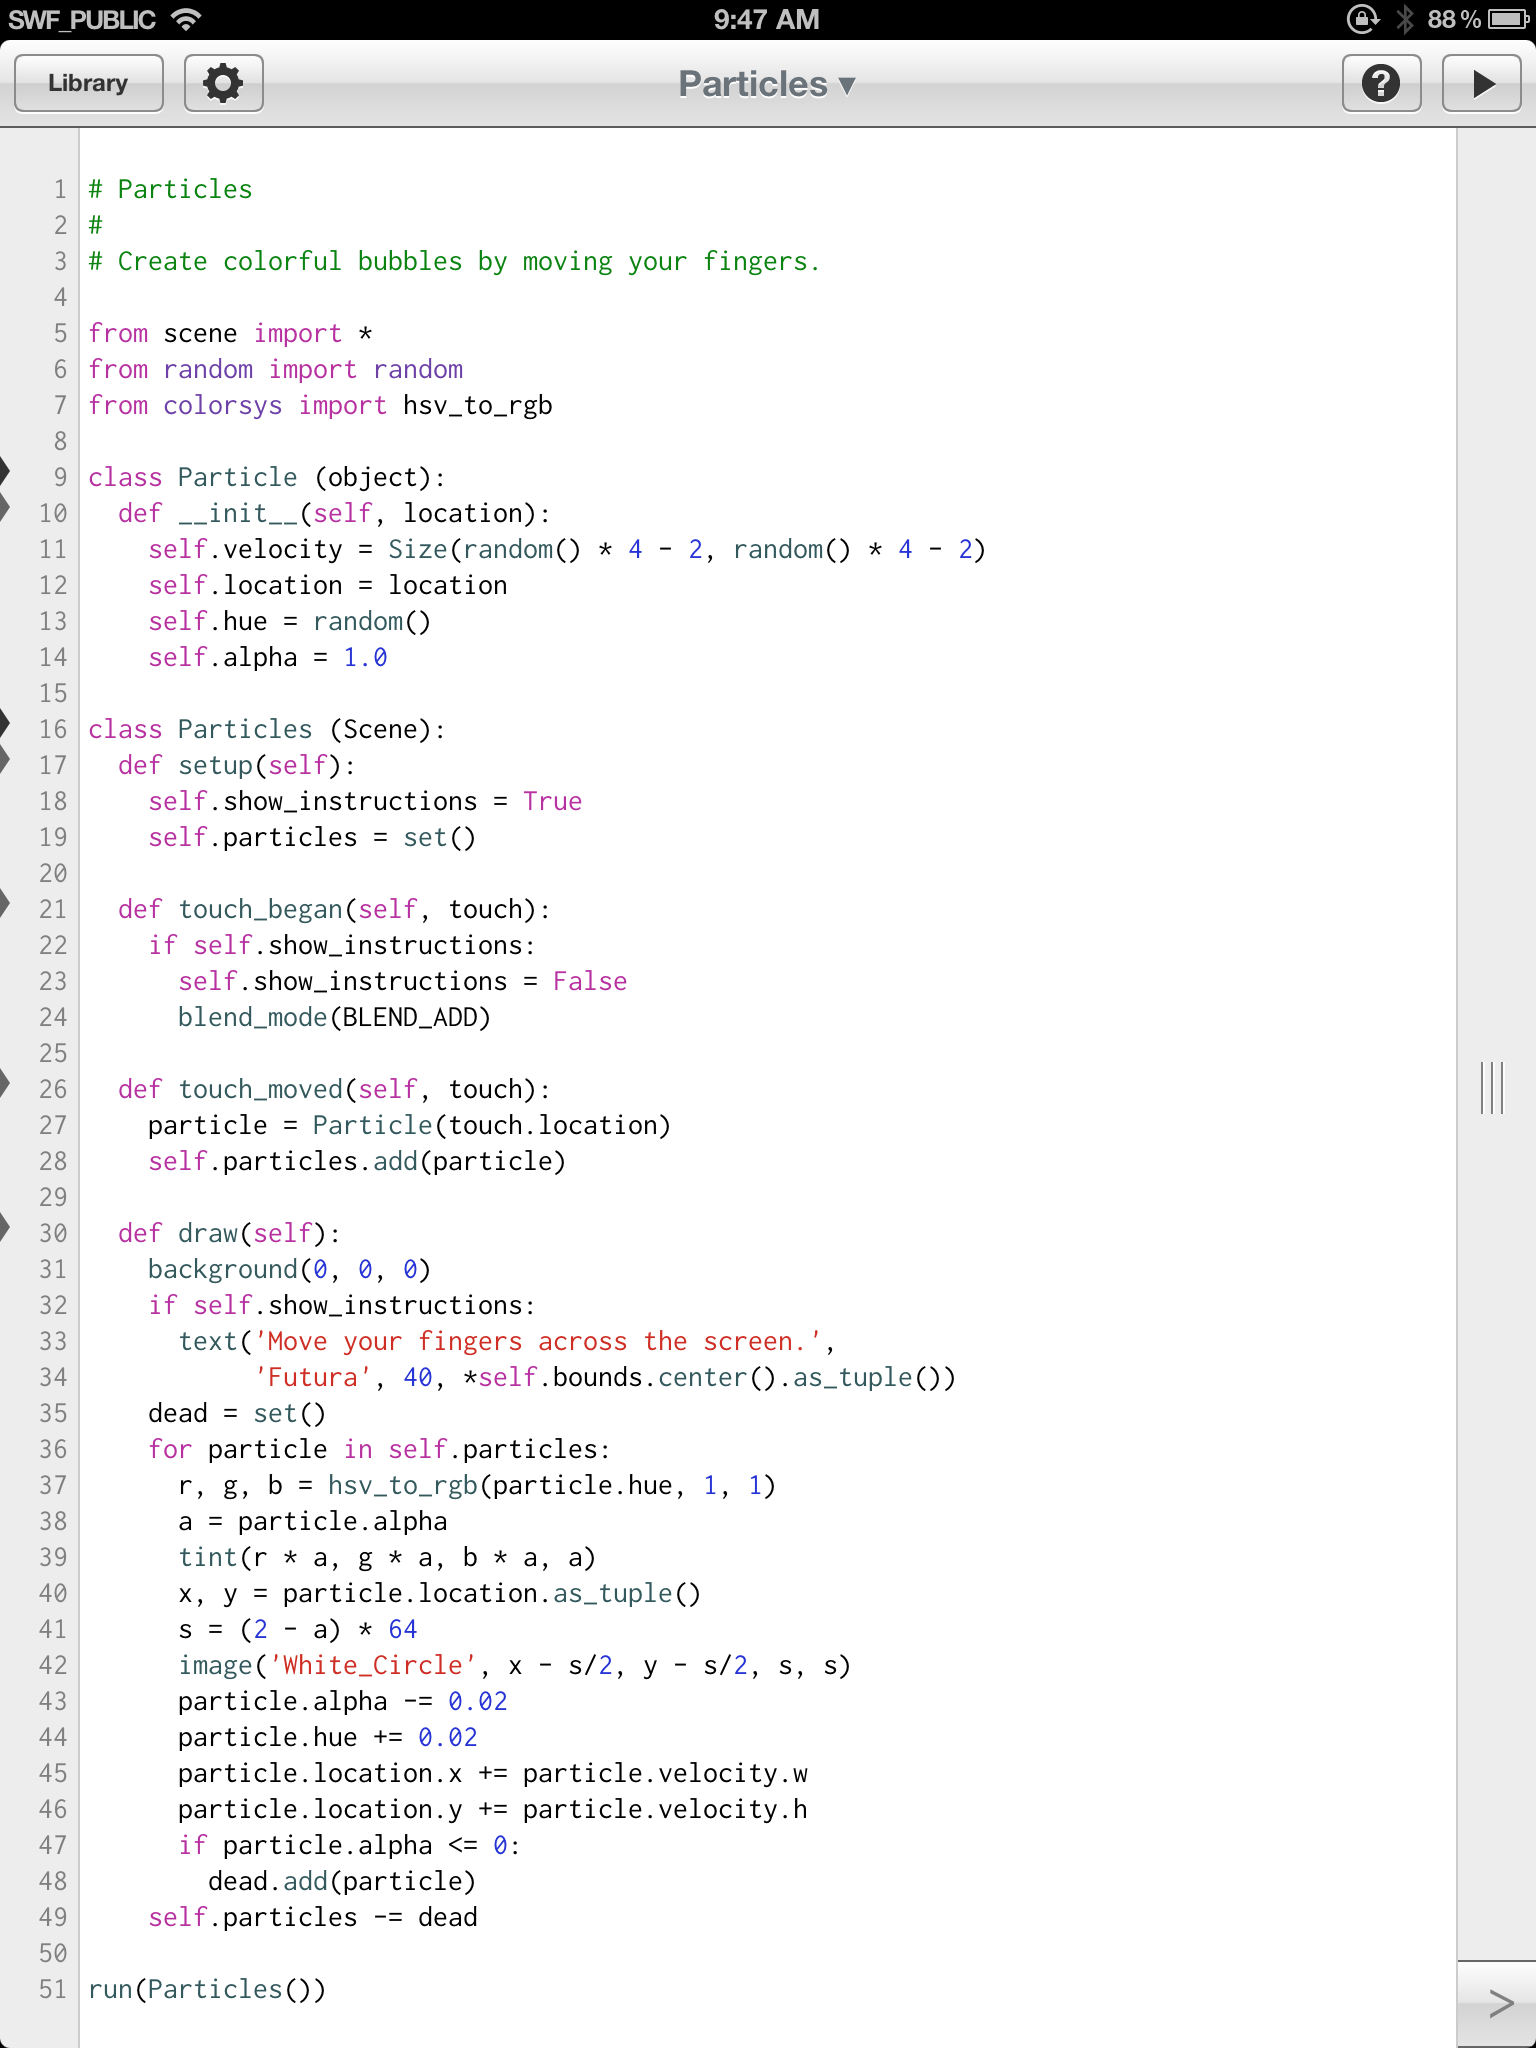 SWF_PUBLIC 9:47 AM 88 %
Library Particles ▾ ?
1 # Particles
2 #
3 # Create colorful bubbles by moving your fingers.
4
5 from scene import *
6 from random import random
7 from colorsys import hsv_to_rgb
8
9 class Particle (object):
10   def __init__(self, location):
11     self.velocity = Size(random() * 4 - 2, random() * 4 - 2)
12     self.location = location
13     self.hue = random()
14     self.alpha = 1.0
15
16 class Particles (Scene):
17   def setup(self):
18     self.show_instructions = True
19     self.particles = set()
20
21   def touch_began(self, touch):
22     if self.show_instructions:
23       self.show_instructions = False
24       blend_mode(BLEND_ADD)
25
26   def touch_moved(self, touch):
27     particle = Particle(touch.location)
28     self.particles.add(particle)
29
30   def draw(self):
31     background(0, 0, 0)
32     if self.show_instructions:
33       text('Move your fingers across the screen.',
34            'Futura', 40, *self.bounds.center().as_tuple())
35     dead = set()
36     for particle in self.particles:
37       r, g, b = hsv_to_rgb(particle.hue, 1, 1)
38       a = particle.alpha
39       tint(r * a, g * a, b * a, a)
40       x, y = particle.location.as_tuple()
41       s = (2 - a) * 64
42       image('White_Circle', x - s/2, y - s/2, s, s)
43       particle.alpha -= 0.02
44       particle.hue += 0.02
45       particle.location.x += particle.velocity.w
46       particle.location.y += particle.velocity.h
47       if particle.alpha <= 0:
48         dead.add(particle)
49     self.particles -= dead
50
51 run(Particles())
>